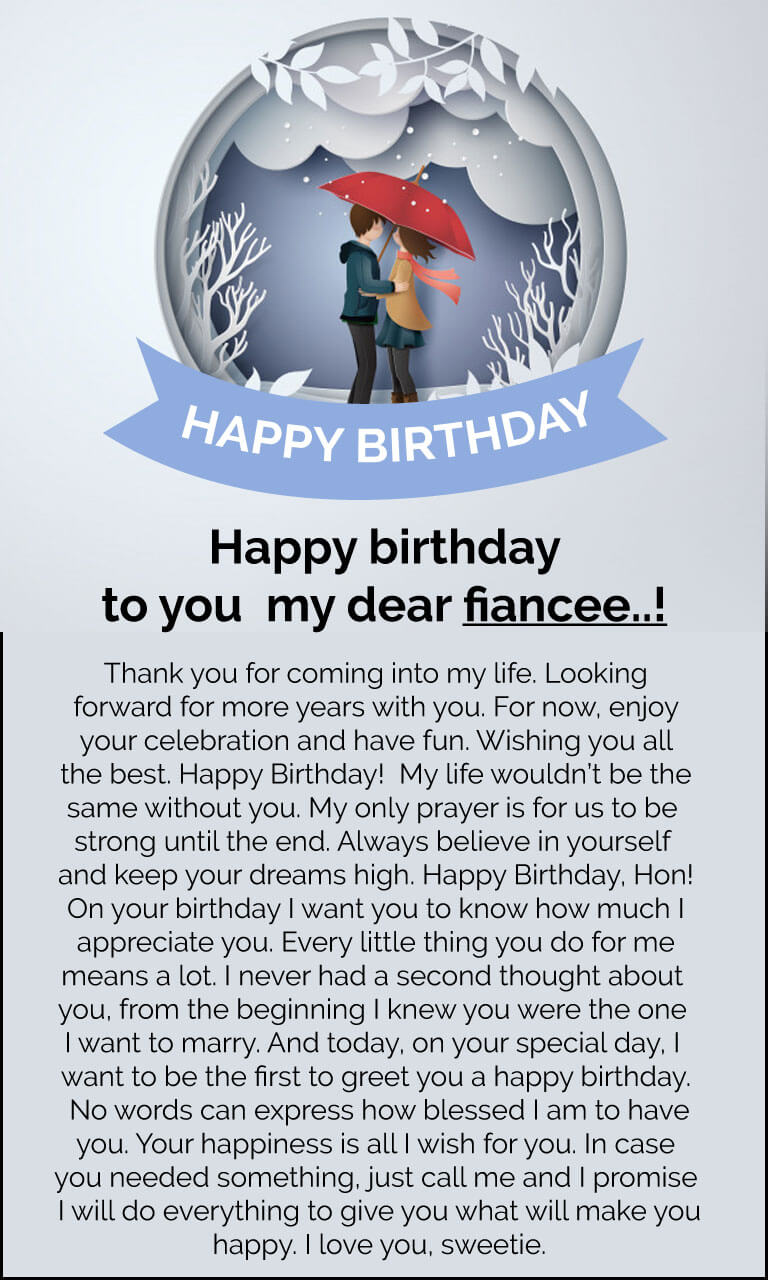 HAPPY BIRTHDAY
Happy birthday
to you  my dear fiancee..!
Thank you for coming into my life. Looking
forward for more years with you. For now, enjoy
your celebration and have fun. Wishing you all
the best. Happy Birthday!  My life wouldn’t be the
same without you. My only prayer is for us to be
strong until the end. Always believe in yourself
and keep your dreams high. Happy Birthday, Hon!
On your birthday I want you to know how much I
appreciate you. Every little thing you do for me
means a lot. I never had a second thought about
you, from the beginning I knew you were the one
I want to marry. And today, on your special day, I
want to be the first to greet you a happy birthday.
No words can express how blessed I am to have
you. Your happiness is all I wish for you. In case
you needed something, just call me and I promise
I will do everything to give you what will make you
happy. I love you, sweetie.